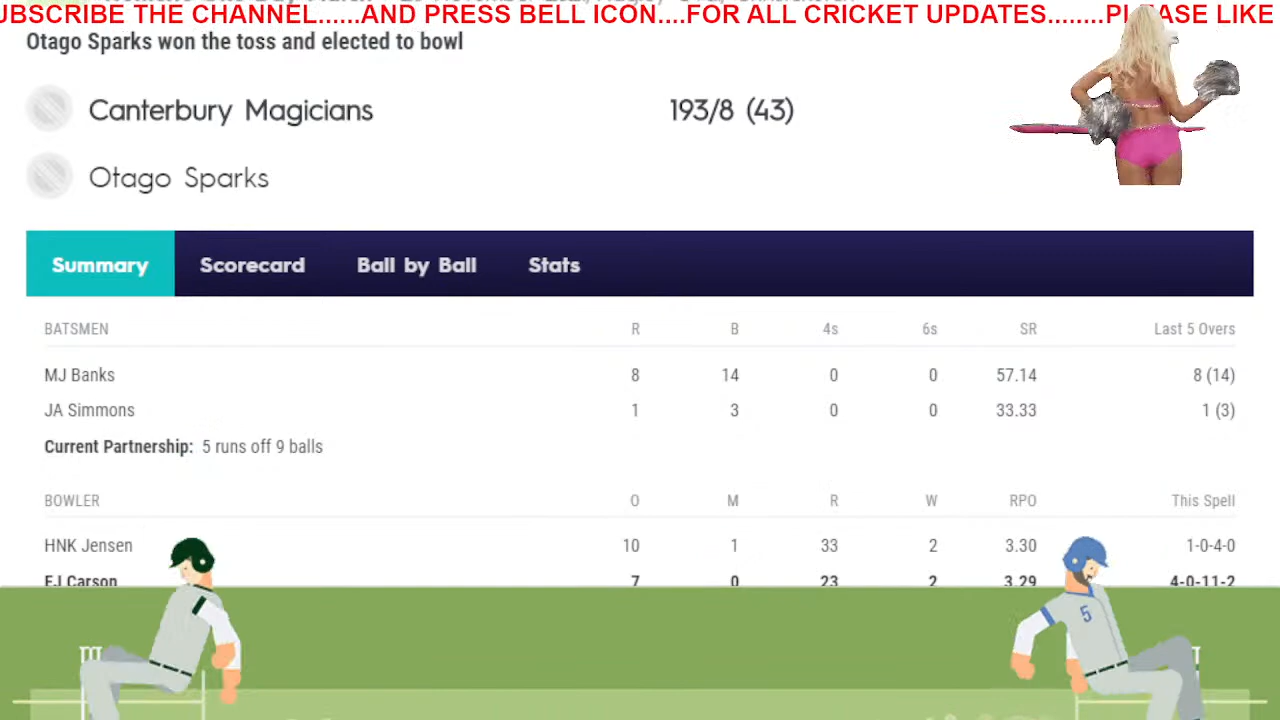 UBSCRIBE THE CHANNEL......AND PRESS BELL ICON....FOR ALL CRICKET UPDATES........PLEASE LIKE
Otago Sparks won the toss and elected to bowl
Canterbury Magicians 193/8 (43)
Otago Sparks
Summary Scorecard Ball by Ball Stats
BATSMEN R B 4s 6s SR Last 5 Overs
MJ Banks 8 14 0 0 57.14 8 (14)
JA Simmons 1 3 0 0 33.33 1 (3)
Current Partnership: 5 runs off 9 balls
BOWLER O M R W RPO This Spell
HNK Jensen 10 1 33 2 3.30 1-0-4-0
EJ Carson 7 0 23 2 3.29 4-0-11-2
5